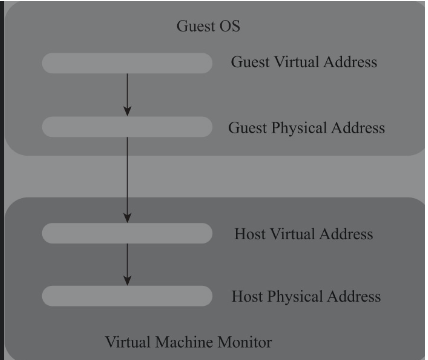 Guest OS
Guest Virtual Address
Guest Physical Address
Host Virtual Address
Host Physical Address
Virtual Machine Monitor